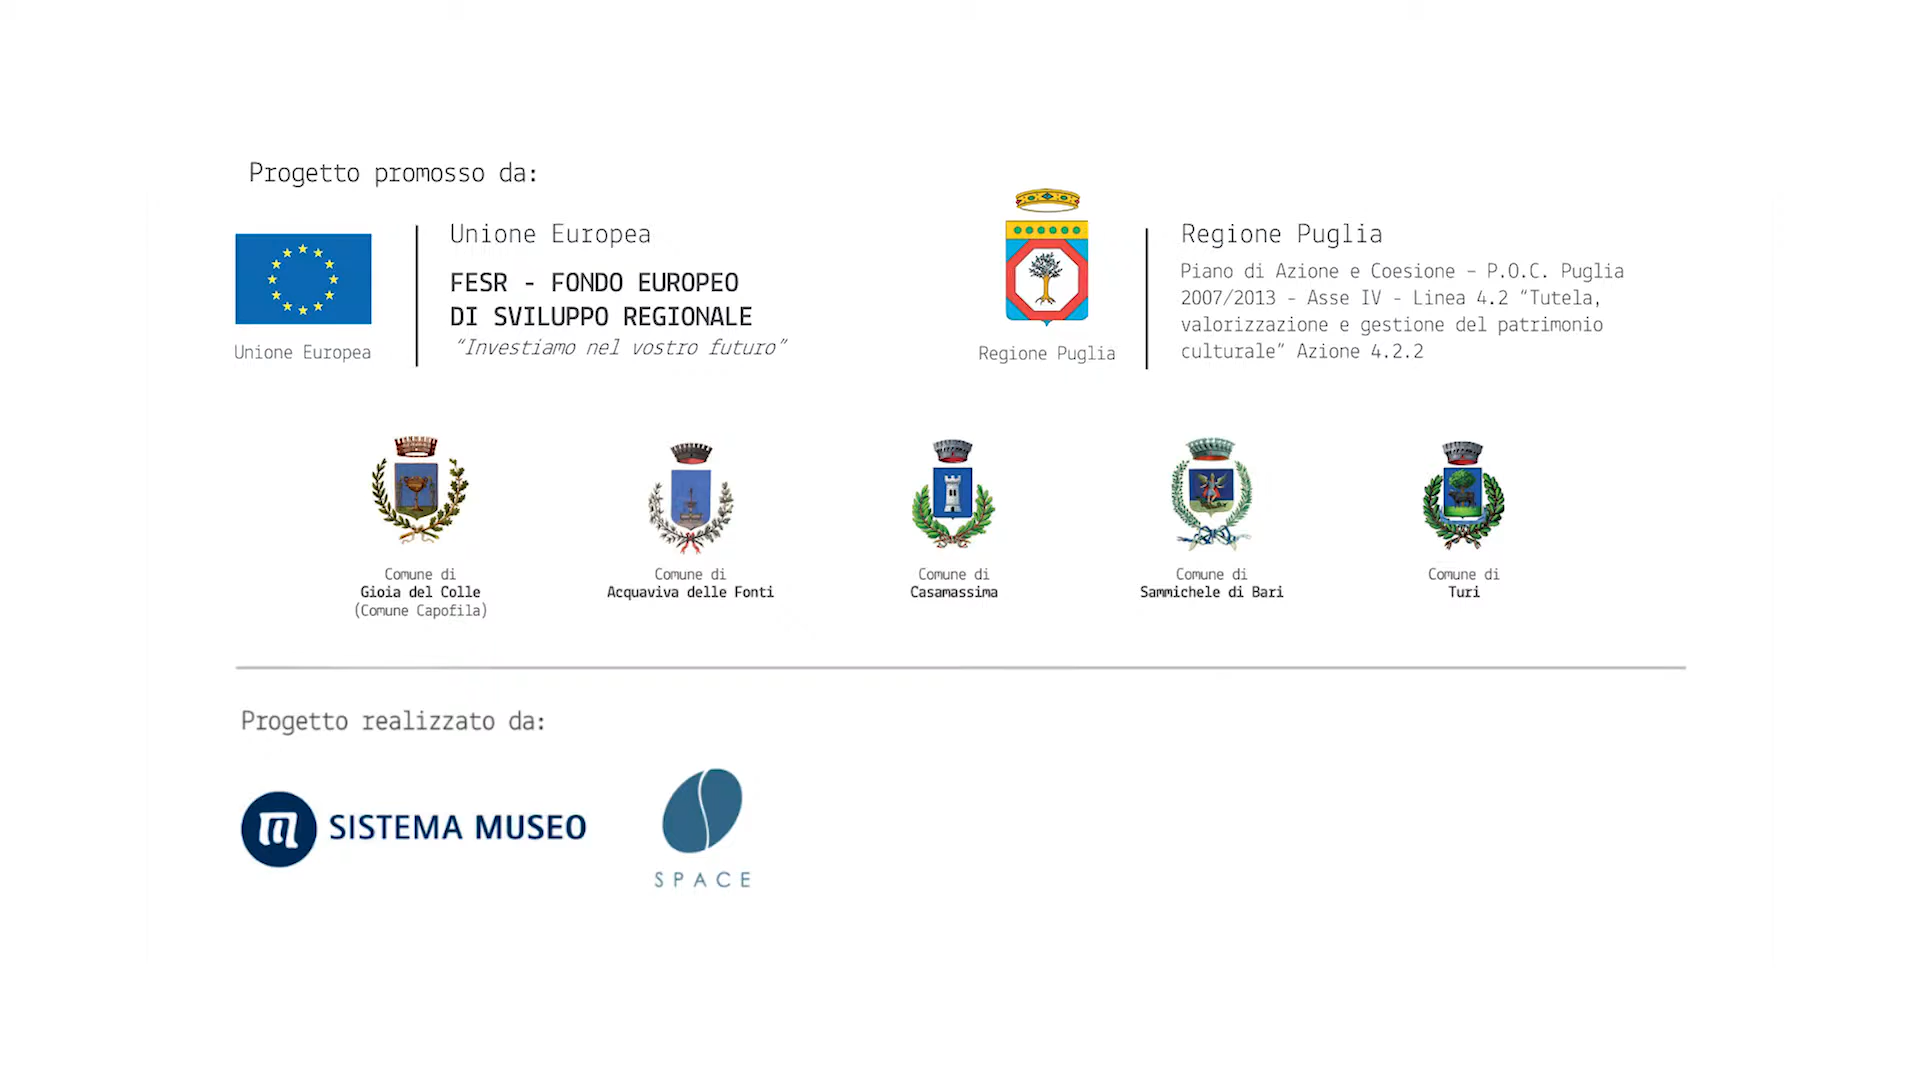 Progetto promosso da:
Unione Europea
Unione Europea
FESR - FONDO EUROPEO
DI SVILUPPO REGIONALE
“Investiamo nel vostro futuro”
Regione Puglia
Regione Puglia
Piano di Azione e Coesione – P.O.C. Puglia
2007/2013 - Asse IV - Linea 4.2 “Tutela,
valorizzazione e gestione del patrimonio
culturale” Azione 4.2.2
Comune di
Gioia del Colle
(Comune Capofila)
Comune di
Acquaviva delle Fonti
Comune di
Casamassima
Comune di
Sammichele di Bari
Comune di
Turi
Progetto realizzato da:
SISTEMA MUSEO
SPACE